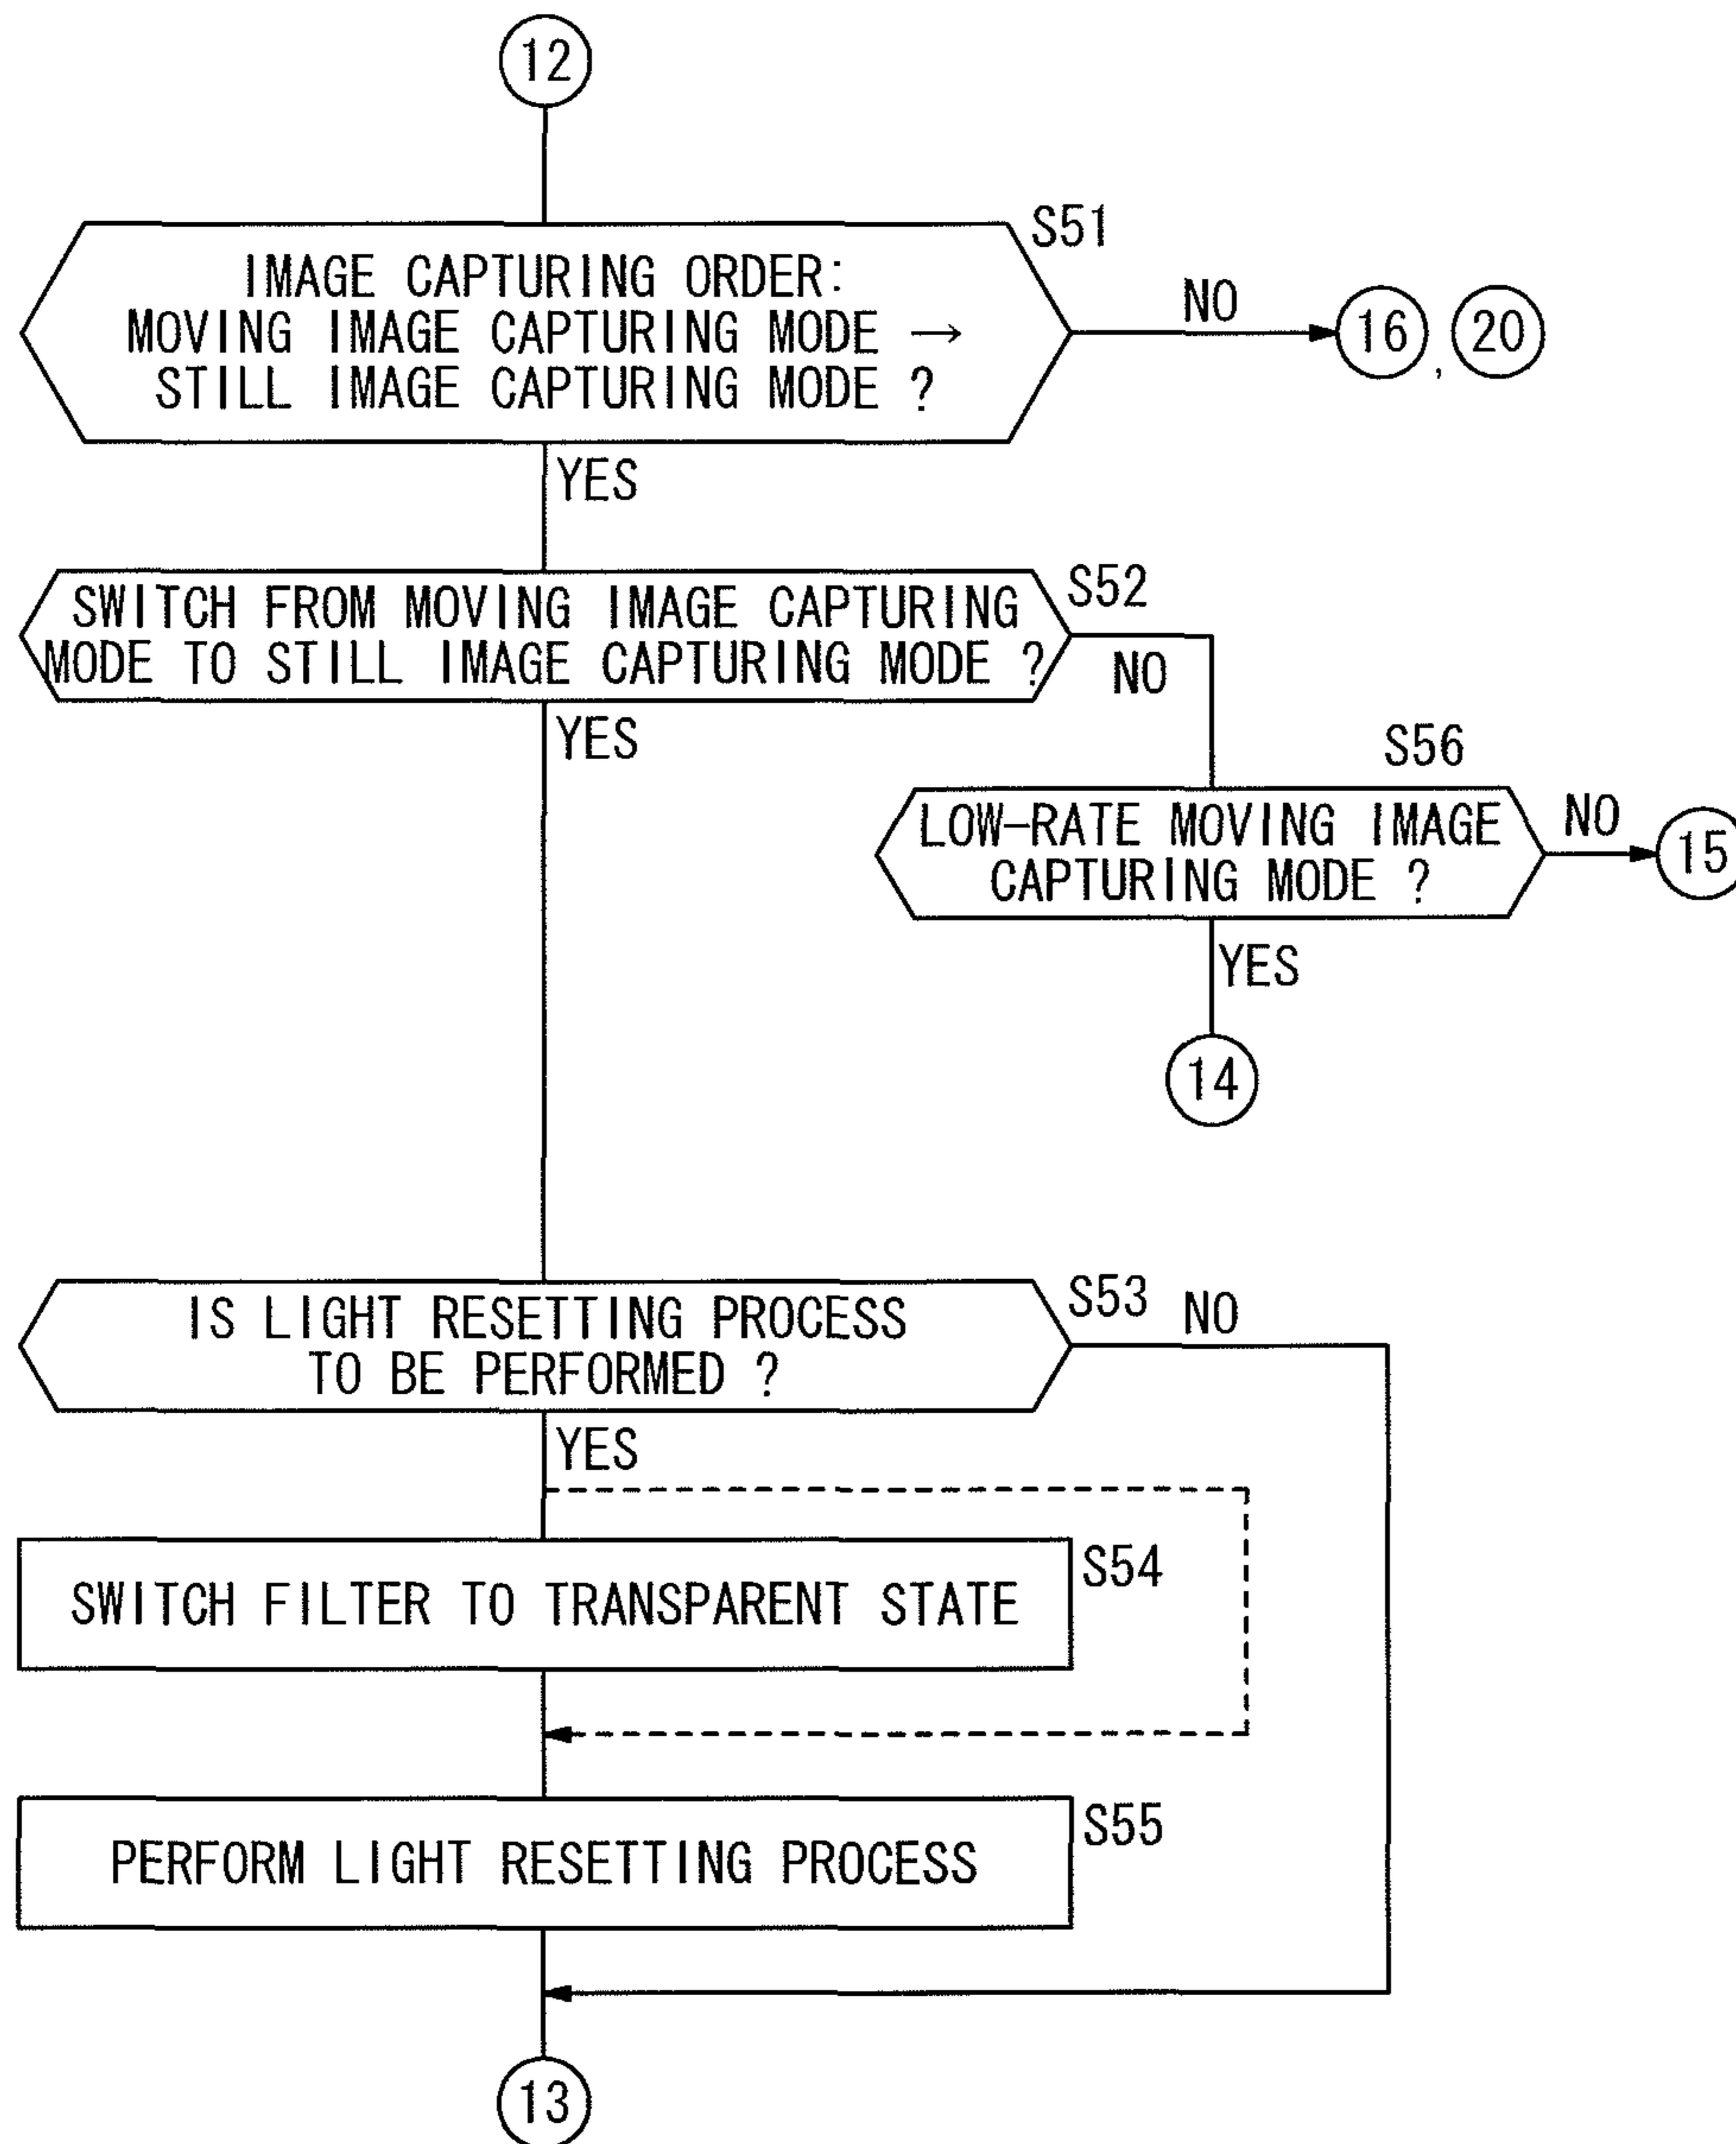 12
S51
IMAGE CAPTURING ORDER:
MOVING IMAGE CAPTURING MODE →
STILL IMAGE CAPTURING MODE ?
NO
16, 20
YES
S52
SWITCH FROM MOVING IMAGE CAPTURING
MODE TO STILL IMAGE CAPTURING MODE ?
NO
YES
S56
LOW-RATE MOVING IMAGE
CAPTURING MODE ?
NO
15
YES
14
S53
IS LIGHT RESETTING PROCESS
TO BE PERFORMED ?
NO
YES
S54
SWITCH FILTER TO TRANSPARENT STATE
S55
PERFORM LIGHT RESETTING PROCESS
13